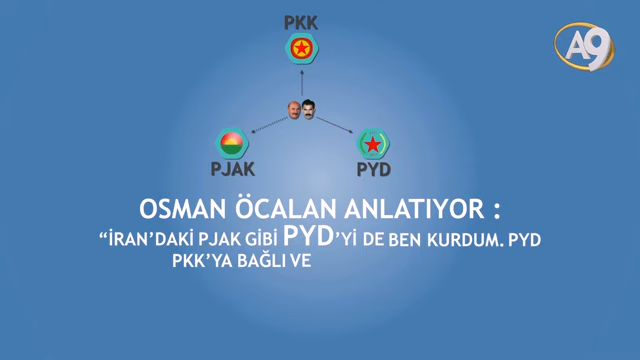 PKK
A9
PJAK
PYD
OSMAN ÖCALAN ANLATIYOR :
“İRAN’DAKİ PJAK GİBİ PYD’Yİ DE BEN KURDUM. PYD
PKK’YA BAĞLI VE